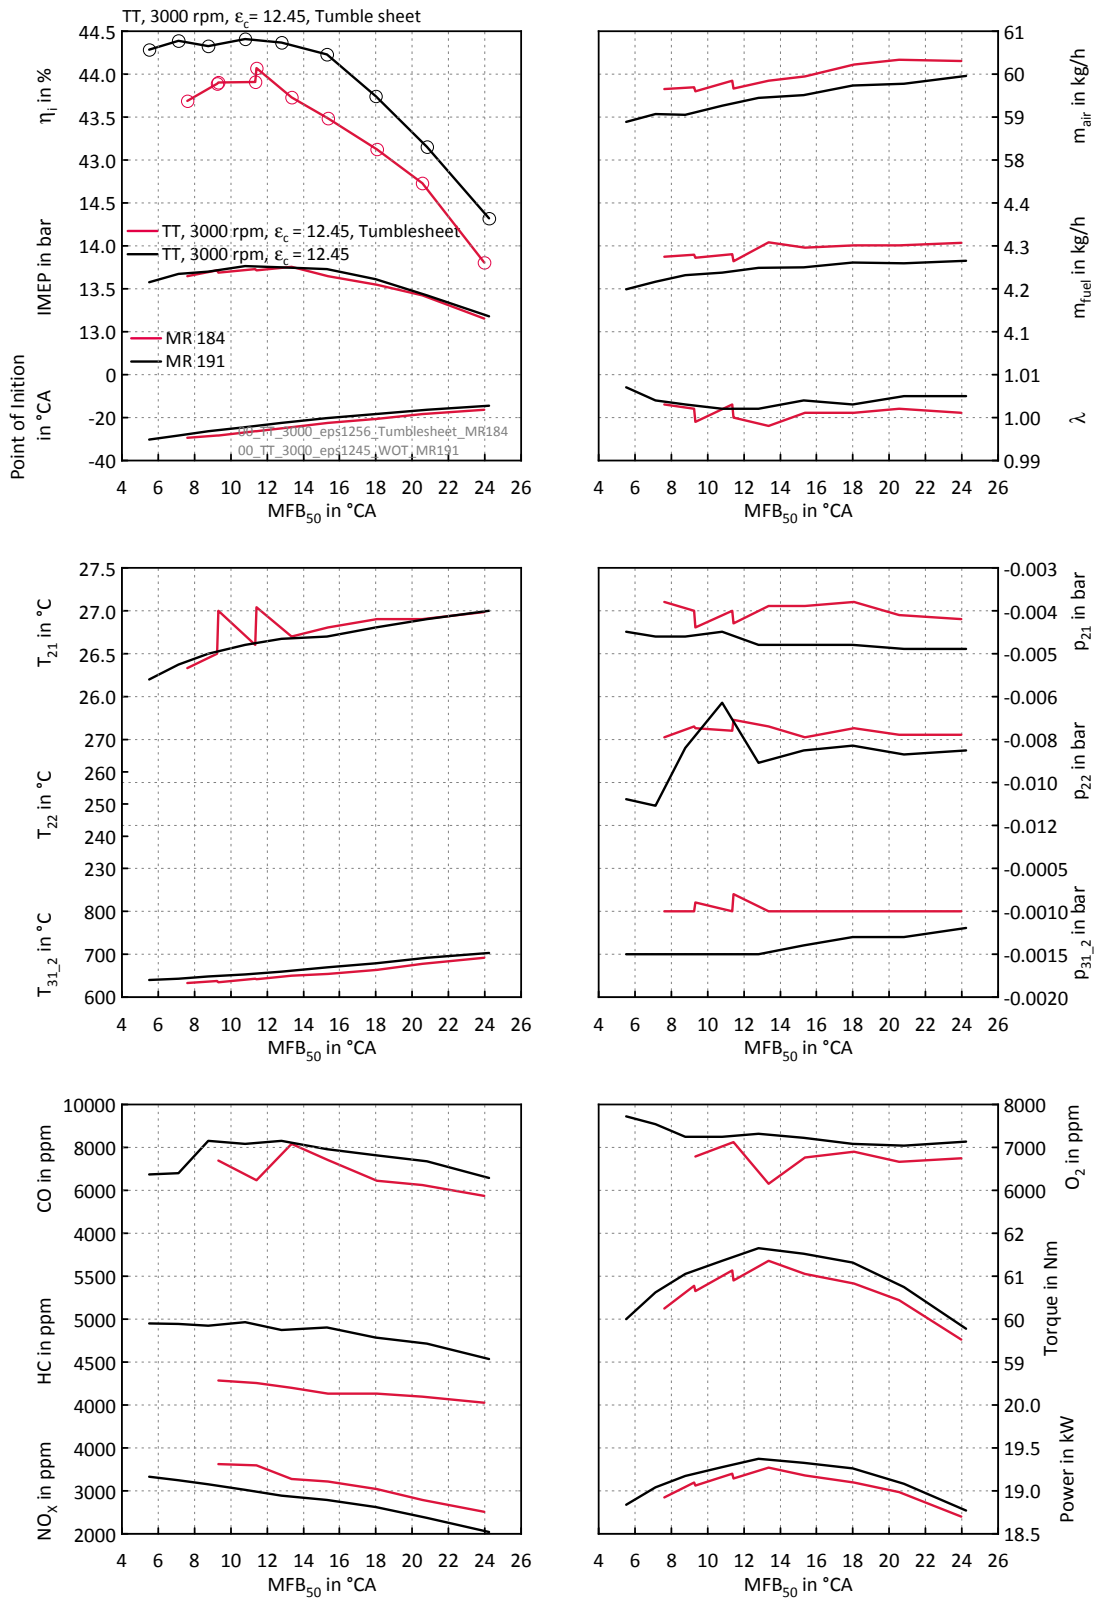 TT, 3000 rpm, εc= 12.45, Tumble sheet
44.5
44.0
43.5
43.0
14.5
14.0
13.5
13.0
0
-20
-40
ηi in %
IMEP in bar
Point of Inition
in °CA
TT, 3000 rpm, εc = 12.45, Tumblesheet
TT, 3000 rpm, εc = 12.45
MR 184
MR 191
00_TT_3000_eps1256_Tumblesheet_MR184
00_TT_3000_eps1245_WOT_MR191
4 6 8 10 12 14 16 18 20 22 24 26
MFB50 in °CA
61
60
59
58
4.4
4.3
4.2
4.1
1.01
1.00
0.99
mair in kg/h
mfuel in kg/h
λ
4 6 8 10 12 14 16 18 20 22 24 26
MFB50 in °CA
27.5
27.0
26.5
26.0
270
260
250
240
230
800
700
600
T21 in °C
T22 in °C
T31_2 in °C
4 6 8 10 12 14 16 18 20 22 24 26
MFB50 in °CA
-0.003
-0.004
-0.005
-0.006
-0.008
-0.010
-0.012
-0.0005
-0.0010
-0.0015
-0.0020
p21 in bar
p22 in bar
p31_2 in bar
4 6 8 10 12 14 16 18 20 22 24 26
MFB50 in °CA
10000
8000
6000
4000
5500
5000
4500
4000
4000
3000
2000
CO in ppm
HC in ppm
NOX in ppm
4 6 8 10 12 14 16 18 20 22 24 26
MFB50 in °CA
8000
7000
6000
62
61
60
59
20.0
19.5
19.0
18.5
O2 in ppm
Torque in Nm
Power in kW
4 6 8 10 12 14 16 18 20 22 24 26
MFB50 in °CA